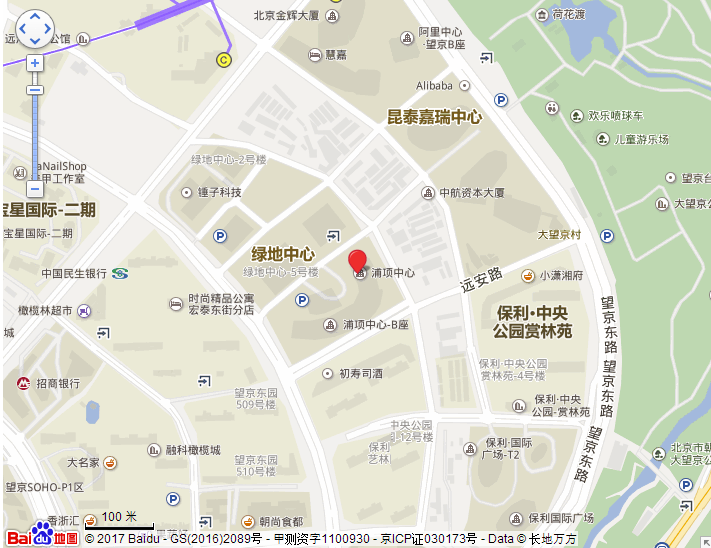 北京金辉大厦
荷花渡
阿里中心
-望京B座
慧嘉
C
Alibaba
P
昆泰嘉瑞中心
欢乐喷球车
儿童游乐场
绿地中心-2号楼
aNailShop
甲工作室
锤子科技
中航资本大厦
望京台
宝星国际-二期
大望京公
宝星国际-二期
P
大望京村
P
绿地中心
绿地中心-5号楼
浦项中心
中国民生银行
远安路
小潇湘府
时尚精品公寓
宏泰东街分店
P
望京东路
橄榄林超市
保利·中央
公园赏林苑
城
浦项中心-B座
保利·中央公园
赏林苑-4号楼
初寿司酒
望京东路
招商银行
望京东园
509号楼
保利·中央
公园-赏林苑
中央公园
-12号楼
望京东路
融科橄榄城
保利
艺林
保利·国际
广场-T2
北京市朝
大望京公
大名家
望京东园
510号楼
望京SOHO-P1区
P
P
100 米
香浙汇
朝尚食都
保利国际广场
Bai 地图
© 2017 Baidu - GS(2016)2089号 - 甲测资字1100930 - 京ICP证030173号 - Data © 长地万方